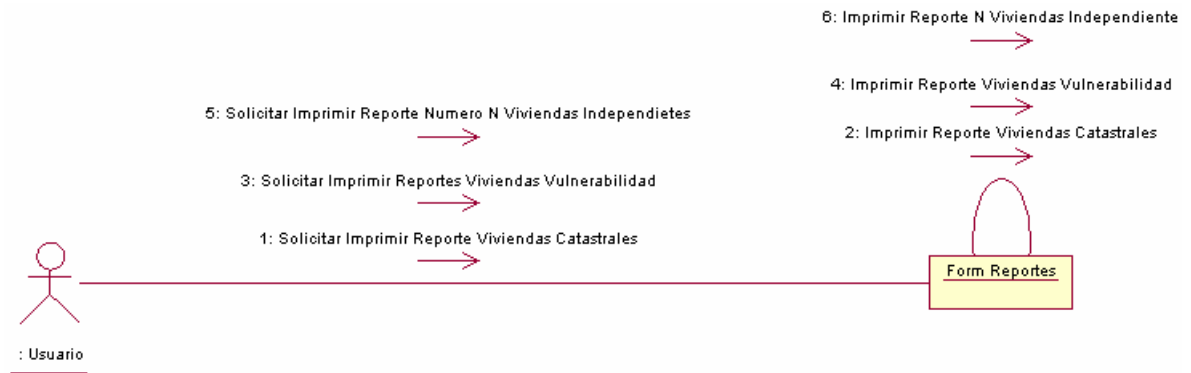 6: Imprimir Reporte N Viviendas Independiente
4: Imprimir Reporte Viviendas Vulnerabilidad
5: Solicitar Imprimir Reporte Numero N Viviendas Independietes
2: Imprimir Reporte Viviendas Catastrales
3: Solicitar Imprimir Reportes Viviendas Vulnerabilidad
1: Solicitar Imprimir Reporte Viviendas Catastrales
Form Reportes
: Usuario